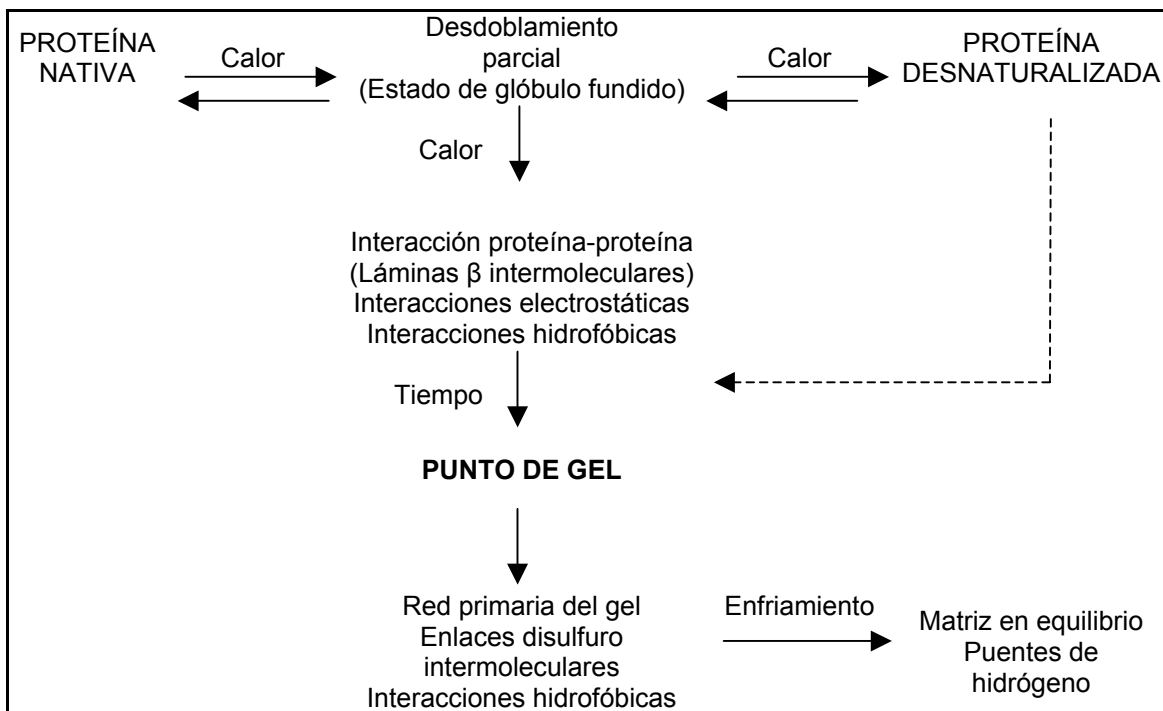 PROTEÍNA
NATIVA
Calor
Desdoblamiento
parcial
(Estado de glóbulo fundido)
Calor
PROTEÍNA
DESNATURALIZADA
Calor
Interacción proteína-proteína
(Láminas β intermoleculares)
Interacciones electrostáticas
Interacciones hidrofóbicas
Tiempo
PUNTO DE GEL
Red primaria del gel
Enlaces disulfuro
intermoleculares
Interacciones hidrofóbicas
Enfriamiento
Matriz en equilibrio
Puentes de
hidrógeno